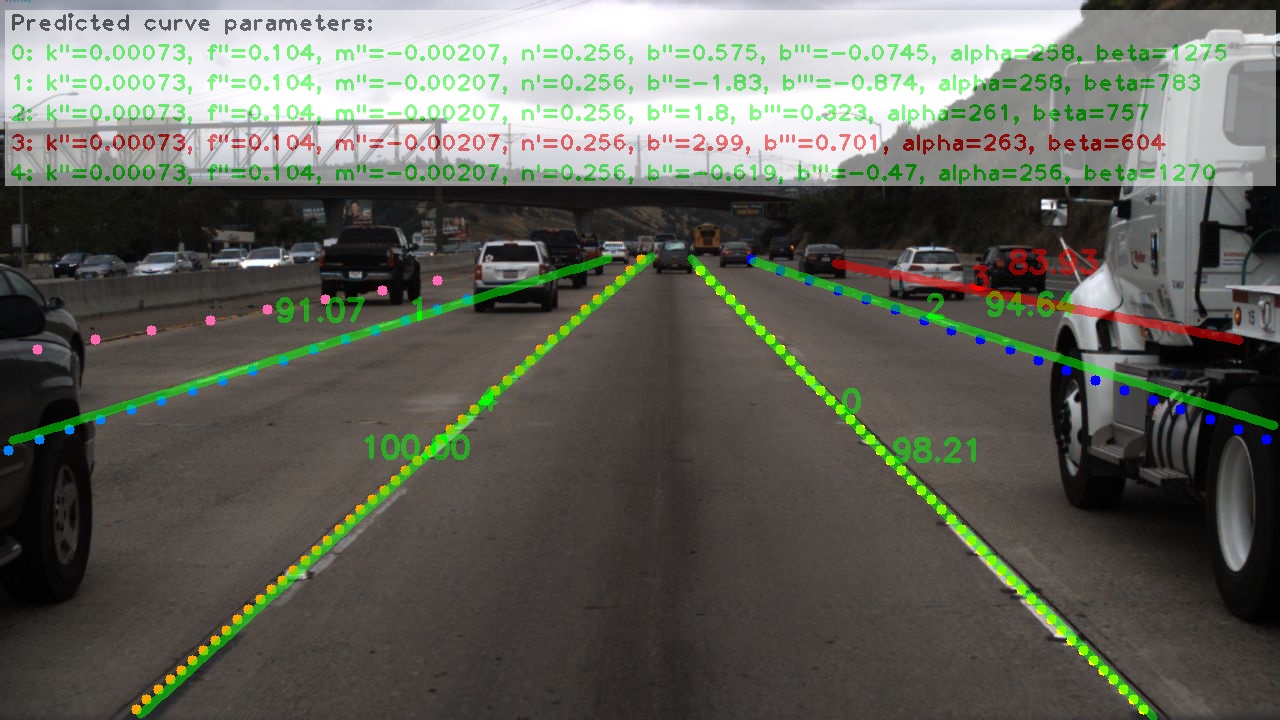 Predicted curve parameters:
0: k''=0.00073, f''=0.104, m''=-0.00207, n'=0.256, b''=0.575, b'''=-0.0745, alpha=258, beta=1275
1: k''=0.00073, f''=0.104, m''=-0.00207, n'=0.256, b''=-1.83, b'''=-0.874, alpha=258, beta=783
2: k''=0.00073, f''=0.104, m''=-0.00207, n'=0.256, b''=1.8, b'''=0.323, alpha=261, beta=757
3: k''=0.00073, f''=0.104, m''=-0.00207, n'=0.256, b''=2.99, b'''=0.701, alpha=263, beta=604
4: k''=0.00073, f''=0.104, m''=-0.00207, n'=0.256, b''=-0.619, b'''=-0.47, alpha=256, beta=1270
3 83.93
91.07 1
2 94.64
4 0
100.00
98.21